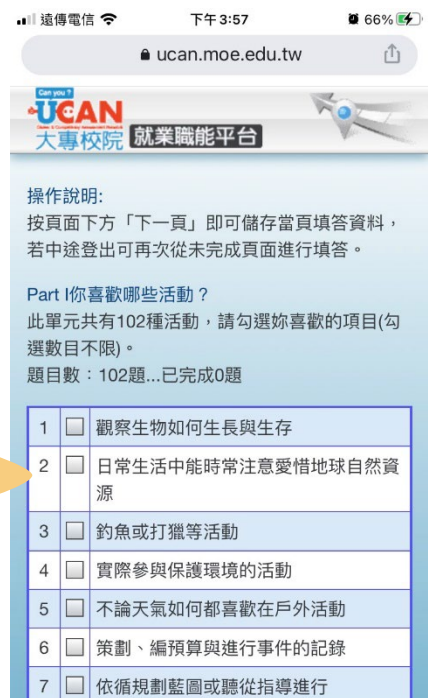 遠傳電信 下午3:57 66%
ucan.moe.edu.tw
Can you ?
UCAN
大專校院 就業職能平台
操作說明:
按頁面下方「下一頁」即可儲存當頁填答資料，
若中途登出可再次從未完成頁面進行填答。
Part I你喜歡哪些活動？
此單元共有102種活動，請勾選妳喜歡的項目(勾
選數目不限)。
題目數：102題...已完成0題
1 觀察生物如何生長與生存
2 日常生活中能時常注意愛惜地球自然資
源
3 釣魚或打獵等活動
4 實際參與保護環境的活動
5 不論天氣如何都喜歡在戶外活動
6 策劃、編預算與進行事件的記錄
7 依循規劃藍圖或聽從指導進行